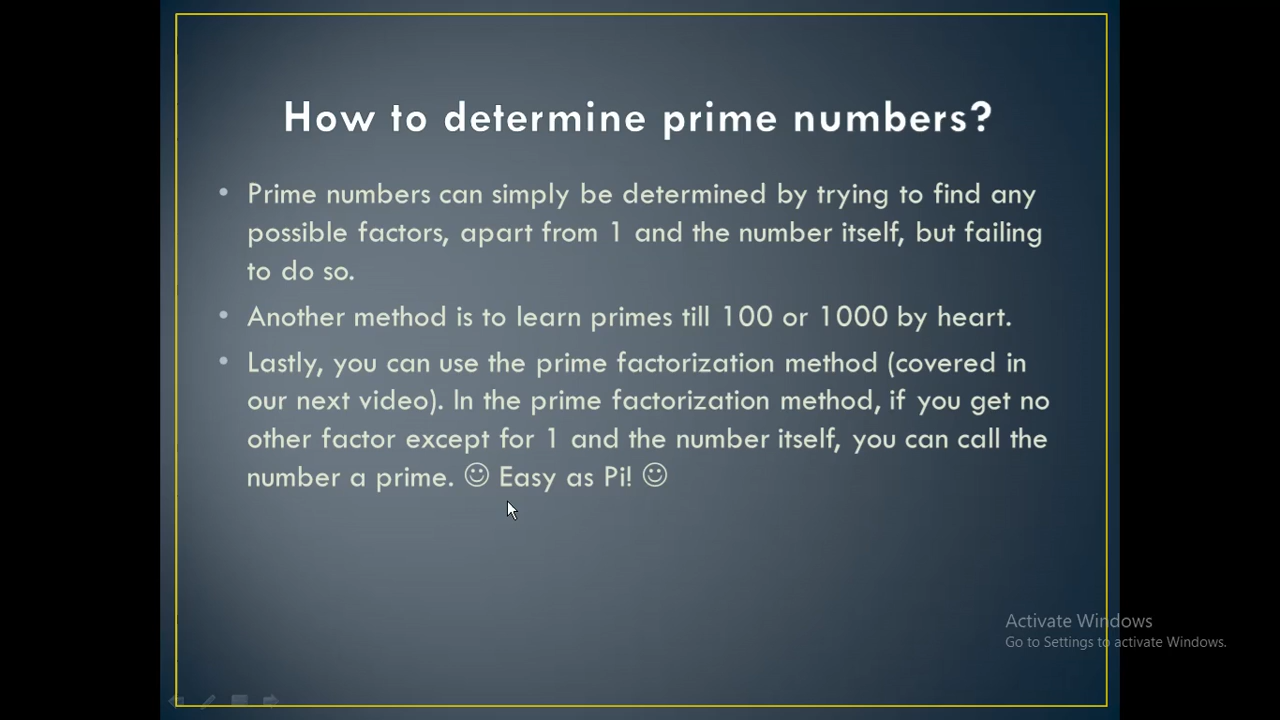 How to determine prime numbers?
• Prime numbers can simply be determined by trying to find any
possible factors, apart from 1 and the number itself, but failing
to do so.
• Another method is to learn primes till 100 or 1000 by heart.
• Lastly, you can use the prime factorization method (covered in
our next video). In the prime factorization method, if you get no
other factor except for 1 and the number itself, you can call the
number a prime. ☺ Easy as Pi! ☺
Activate Windows
Go to Settings to activate Windows.